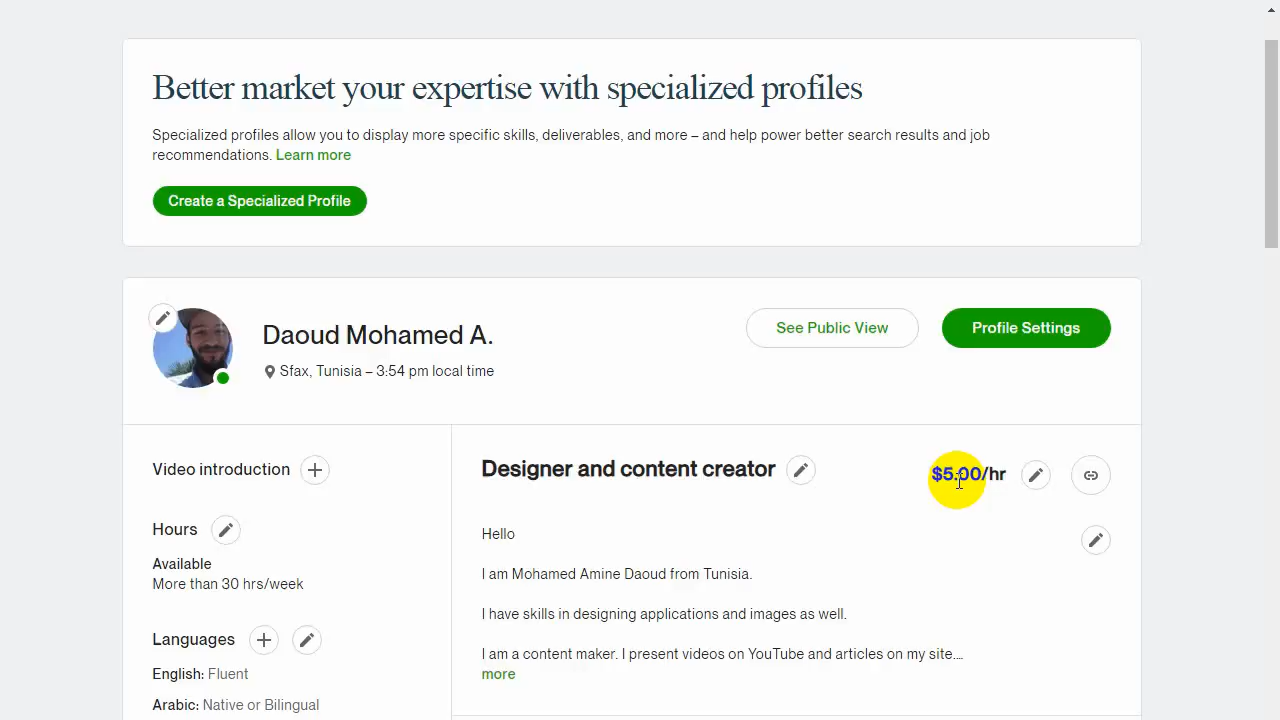 Better market your expertise with specialized profiles
Specialized profiles allow you to display more specific skills, deliverables, and more – and help power better search results and job
recommendations. Learn more
Create a Specialized Profile
Daoud Mohamed A.
Sfax, Tunisia – 3:54 pm local time
See Public View
Profile Settings
Video introduction
Hours
Available
More than 30 hrs/week
Languages
English: Fluent
Arabic: Native or Bilingual
Designer and content creator
$5.00/hr
Hello
I am Mohamed Amine Daoud from Tunisia.
I have skills in designing applications and images as well.
I am a content maker. I present videos on YouTube and articles on my site....
more